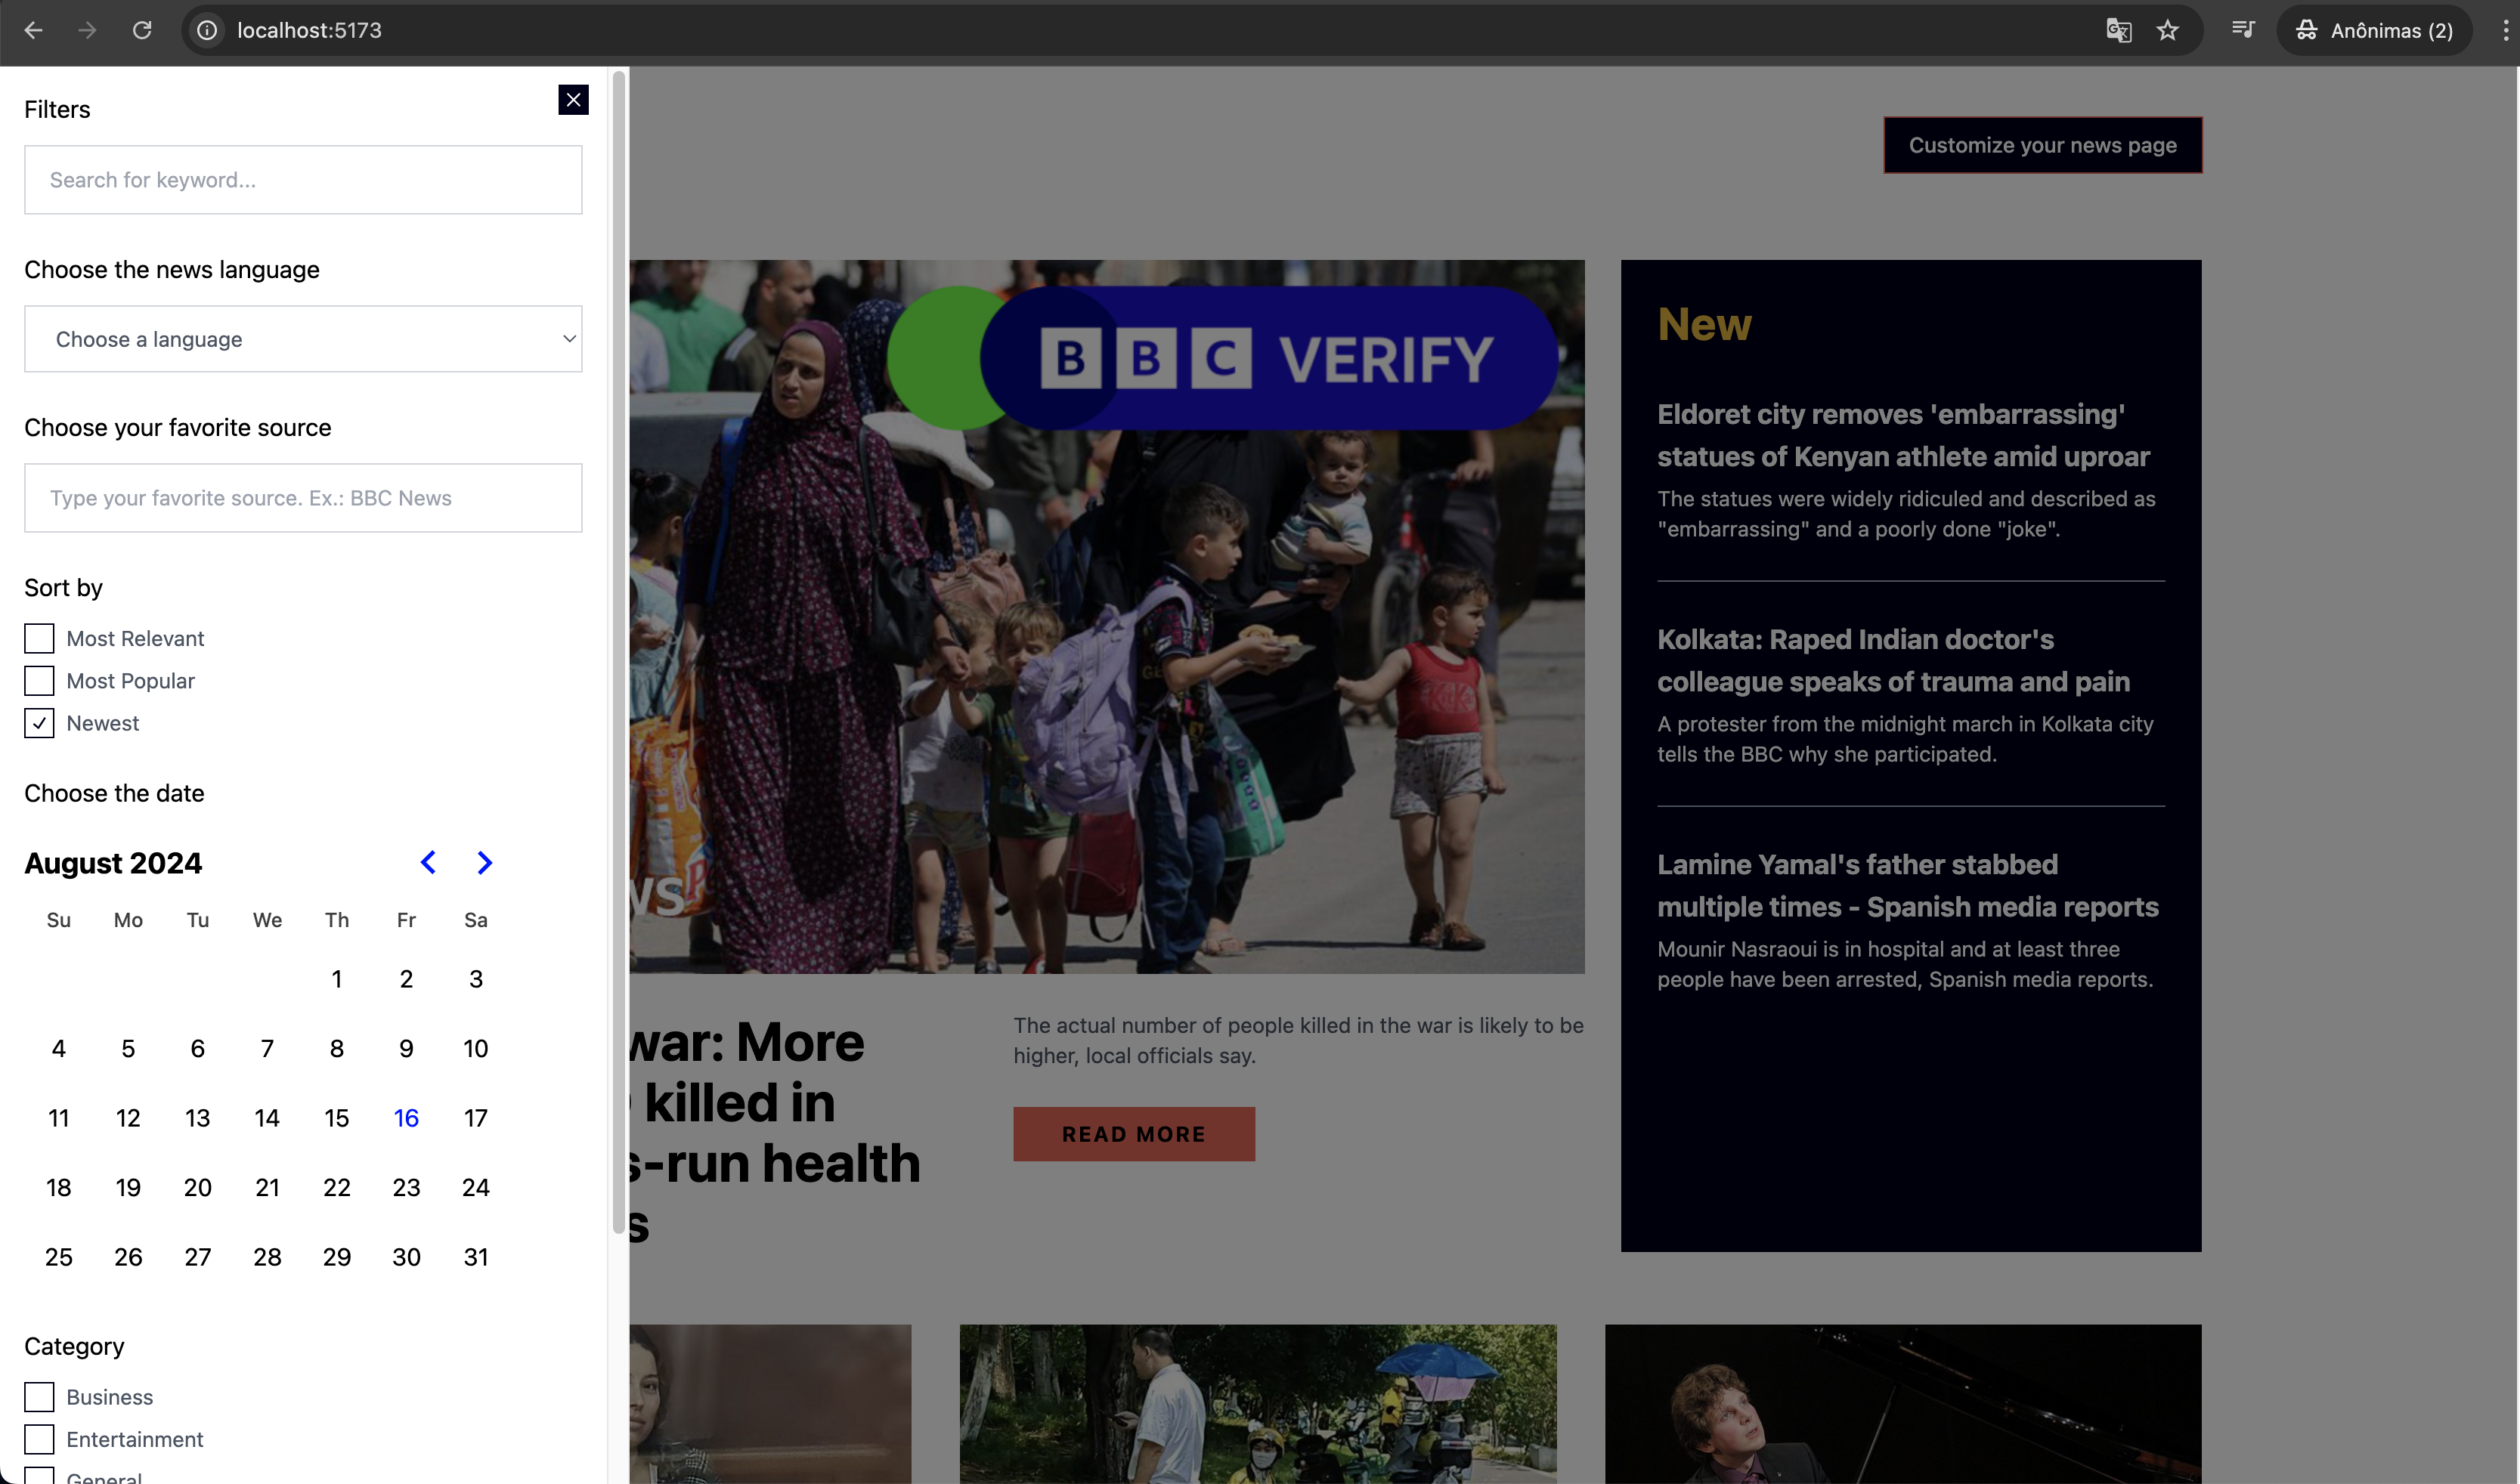 localhost:5173
Anônimas (2)
Filters
Search for keyword...
Choose the news language
Choose a language
Choose your favorite source
Type your favorite source. Ex.: BBC News
Sort by
Most Relevant
Most Popular
Newest
Choose the date
August 2024
Su Mo Tu We Th Fr Sa
1 2 3
4 5 6 7 8 9 10
11 12 13 14 15 16 17
18 19 20 21 22 23 24
25 26 27 28 29 30 31
Category
Business
Entertainment
General
Customize your news page
BBC VERIFY
WS
war: More
killed in
s-run health
s
The actual number of people killed in the war is likely to be
higher, local officials say.
READ MORE
New
Eldoret city removes 'embarrassing'
statues of Kenyan athlete amid uproar
The statues were widely ridiculed and described as
"embarrassing" and a poorly done "joke".
Kolkata: Raped Indian doctor's
colleague speaks of trauma and pain
A protester from the midnight march in Kolkata city
tells the BBC why she participated.
Lamine Yamal's father stabbed
multiple times - Spanish media reports
Mounir Nasraoui is in hospital and at least three
people have been arrested, Spanish media reports.